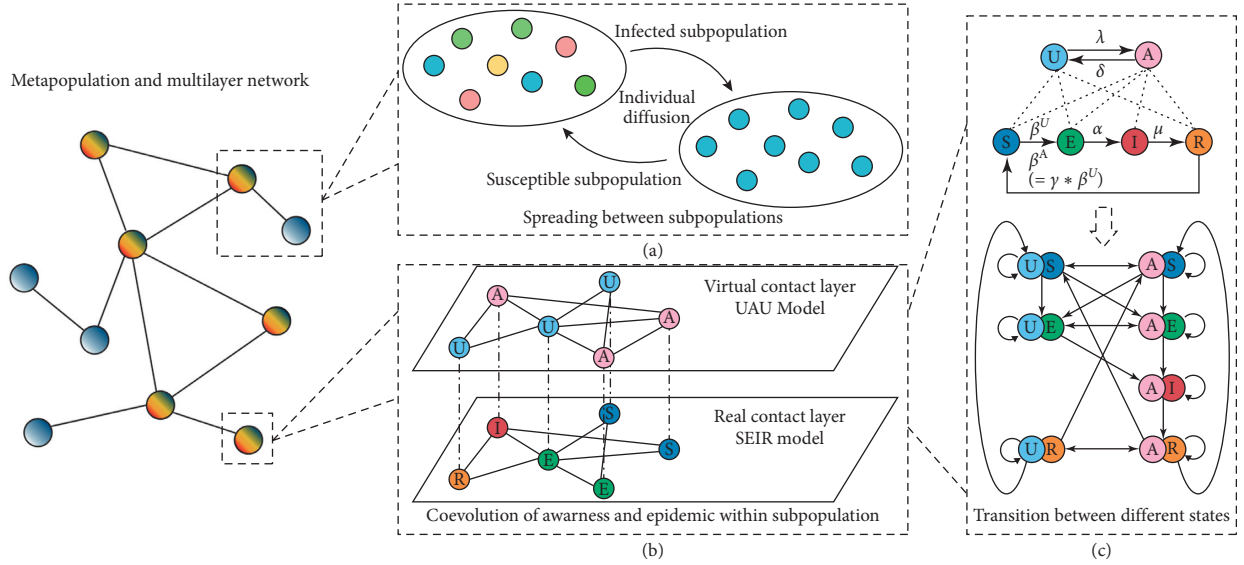 Metapopulation and multilayer network
Infected subpopulation
Individual
diffusion
Susceptible subpopulation
Spreading between subpopulations
(a)
A
U
U
U
A
A
Virtual contact layer
UAU Model
I
S
E
S
R
E
Real contact layer
SEIR model
Coevolution of awarness and epidemic within subpopulation
(b)
U
λ
δ
A
S
β^U
E
α
I
μ
R
β^A
(= γ * β^U)
U S
A S
U E
A E
A I
U R
A R
Transition between different states
(c)